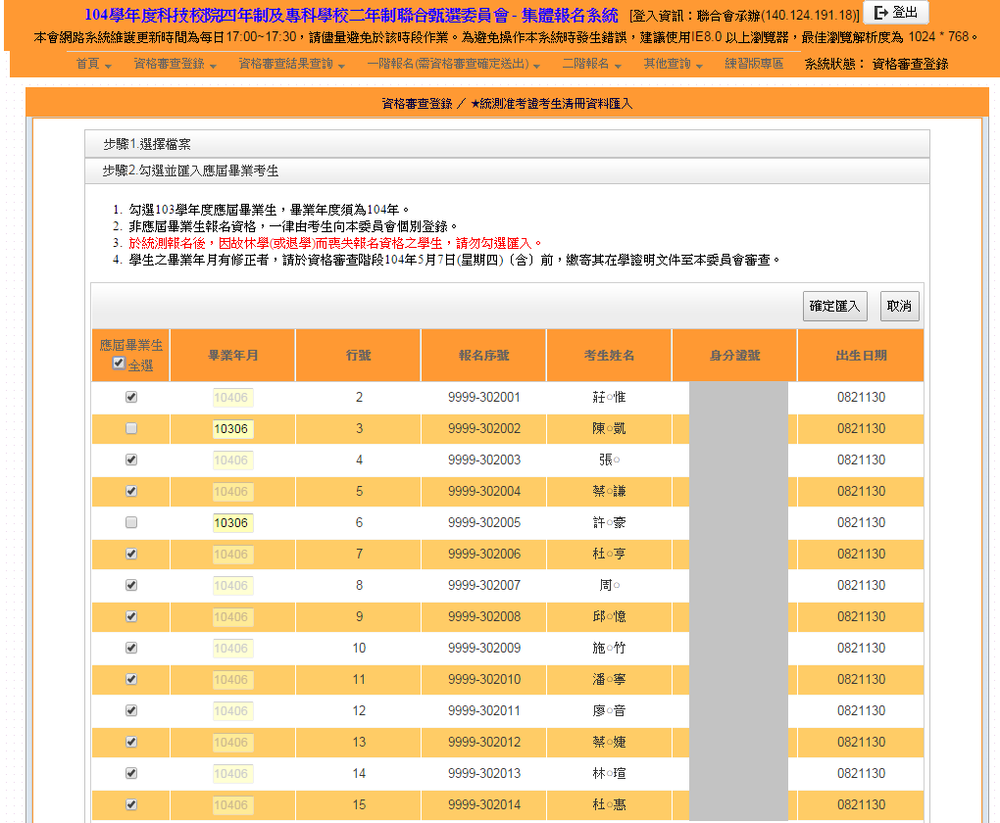 104學年度科技校院四年制及專科學校二年制聯合甄選委員會 - 集體報名系統 [登入資訊：聯合會承辦(140.124.191.18)] 登出
本會網路系統維護更新時間為每日17:00~17:30，請儘量避免於該時段作業。為避免操作本系統時發生錯誤，建議使用IE8.0 以上瀏覽器，最佳瀏覽解析度為 1024 * 768。
首頁 資格審查登錄 資格審查結果查詢 一階報名(需資格審查確定送出) 二階報名 其他查詢 練習版專區 系統狀態： 資格審查登錄
資格審查登錄 ／ ★統測准考證考生清冊資料匯入
步驟1.選擇檔案
步驟2.勾選並匯入應屆畢業考生
1. 勾選103學年度應屆畢業生，畢業年度須為104年。
2. 非應屆畢業生報名資格，一律由考生向本委員會個別登錄。
3. 於統測報名後，因故休學(或退學)而喪失報名資格之學生，請勿勾選匯入。
4. 學生之畢業年月有修正者，請於資格審查階段104年5月7日(星期四)〔含〕前，繳寄其在學證明文件至本委員會審查。
確定匯入 取消
應屆畢業生 全選 畢業年月 行號 報名序號 考生姓名 身分證號 出生日期
10406 2 9999-302001 莊○惟 0821130
10306 3 9999-302002 陳○凱 0821130
10406 4 9999-302003 張○ 0821130
10406 5 9999-302004 蔡○謙 0821130
10306 6 9999-302005 許○豪 0821130
10406 7 9999-302006 杜○亨 0821130
10406 8 9999-302007 周○ 0821130
10406 9 9999-302008 邱○憶 0821130
10406 10 9999-302009 施○竹 0821130
10406 11 9999-302010 潘○寧 0821130
10406 12 9999-302011 廖○音 0821130
10406 13 9999-302012 蔡○婕 0821130
10406 14 9999-302013 林○瑄 0821130
10406 15 9999-302014 杜○惠 0821130